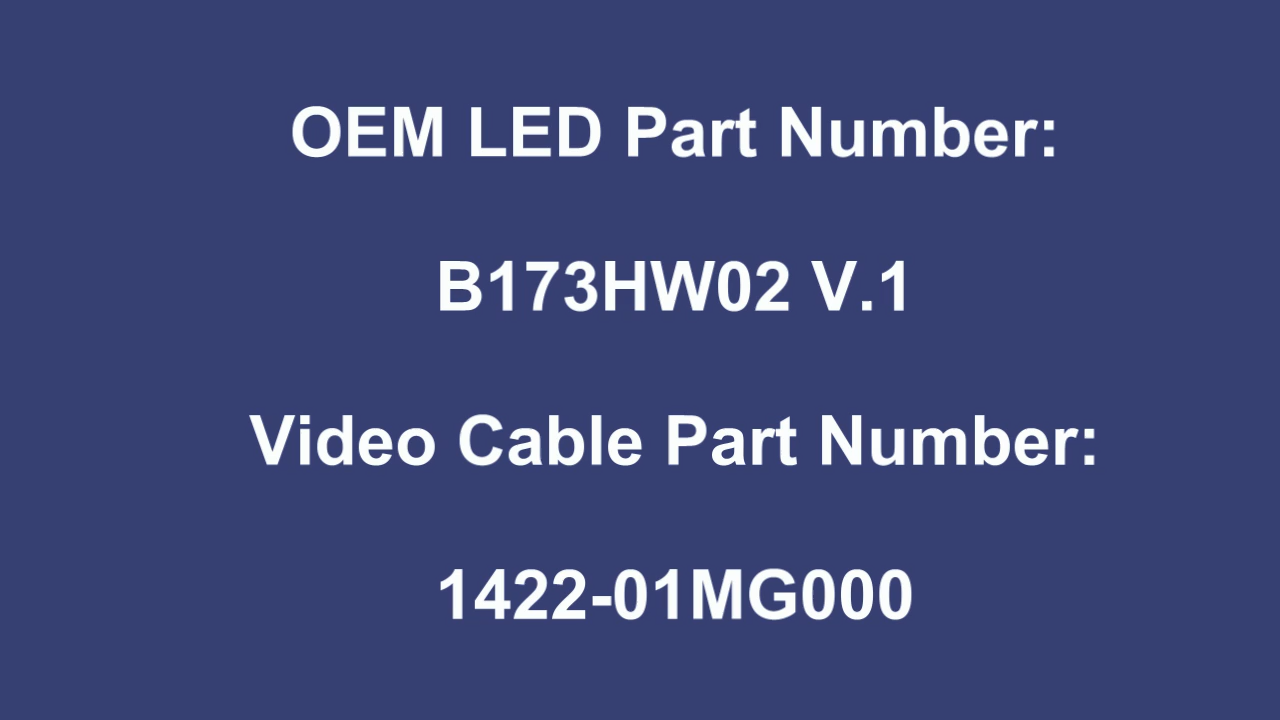 OEM LED Part Number:
B173HW02 V.1
Video Cable Part Number:
1422-01MG000